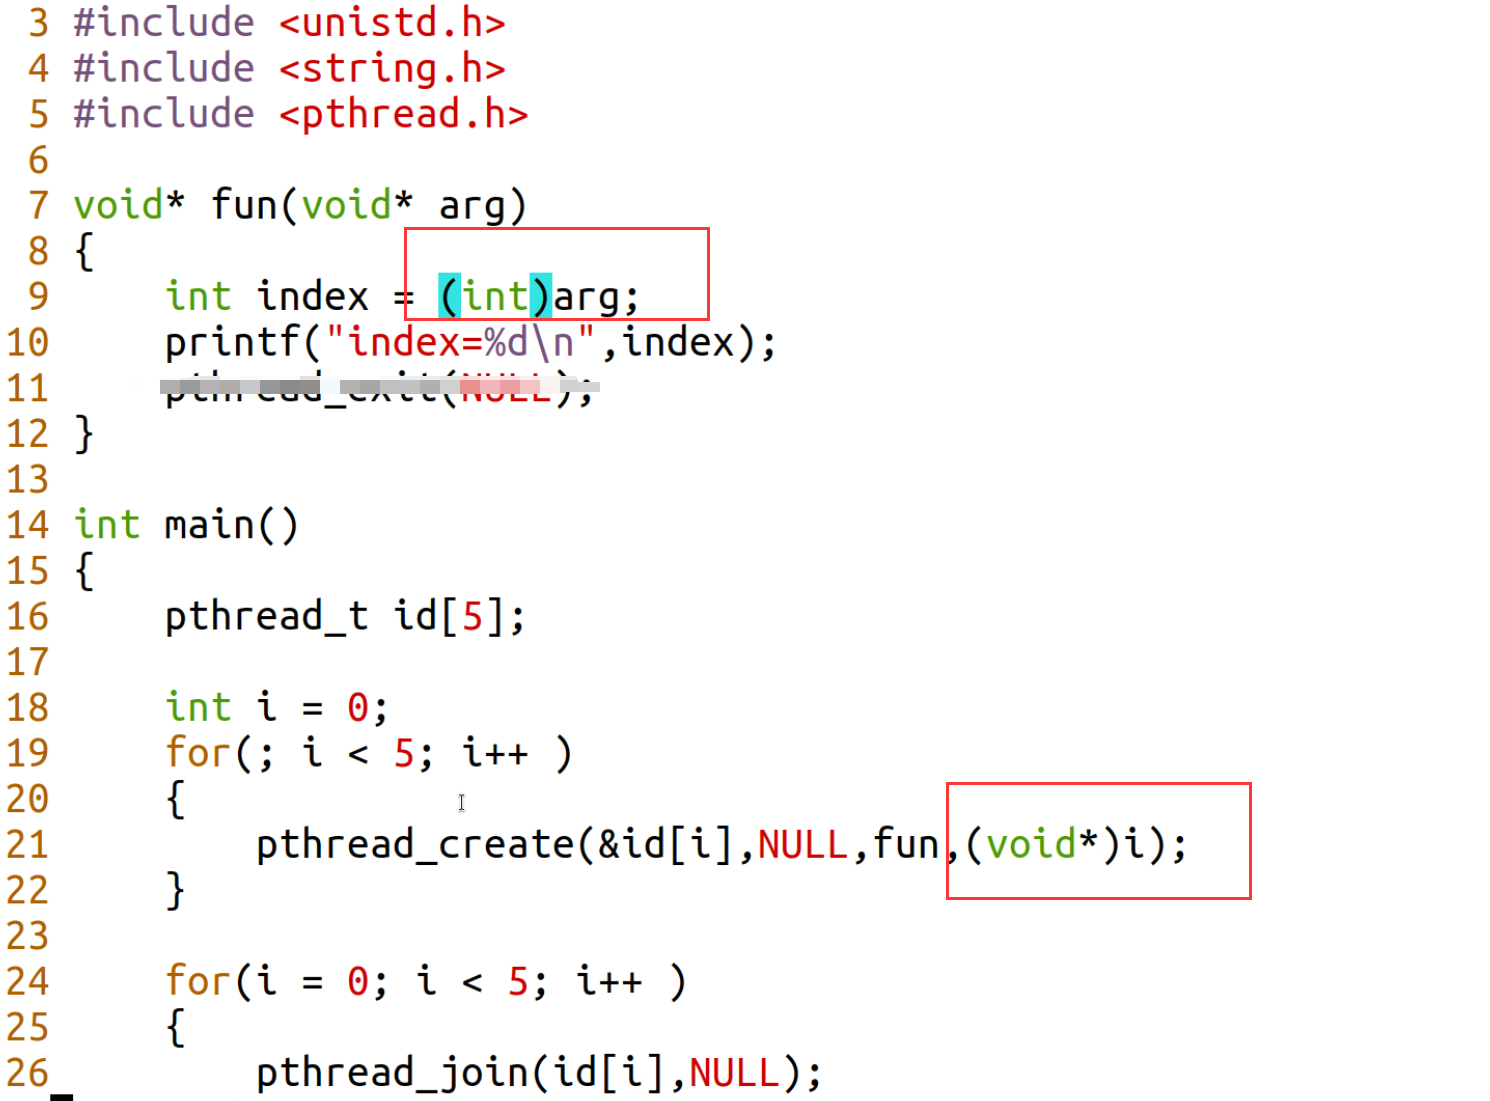 3 #include <unistd.h>
4 #include <string.h>
5 #include <pthread.h>
6
7 void* fun(void* arg)
8 {
9     int index = (int)arg;
10     printf("index=%d\n",index);
11     pthread_exit(NULL);
12 }
13
14 int main()
15 {
16     pthread_t id[5];
17
18     int i = 0;
19     for(; i < 5; i++ )
20     {
21         pthread_create(&id[i],NULL,fun,(void*)i);
22     }
23
24     for(i = 0; i < 5; i++ )
25     {
26         pthread_join(id[i],NULL);